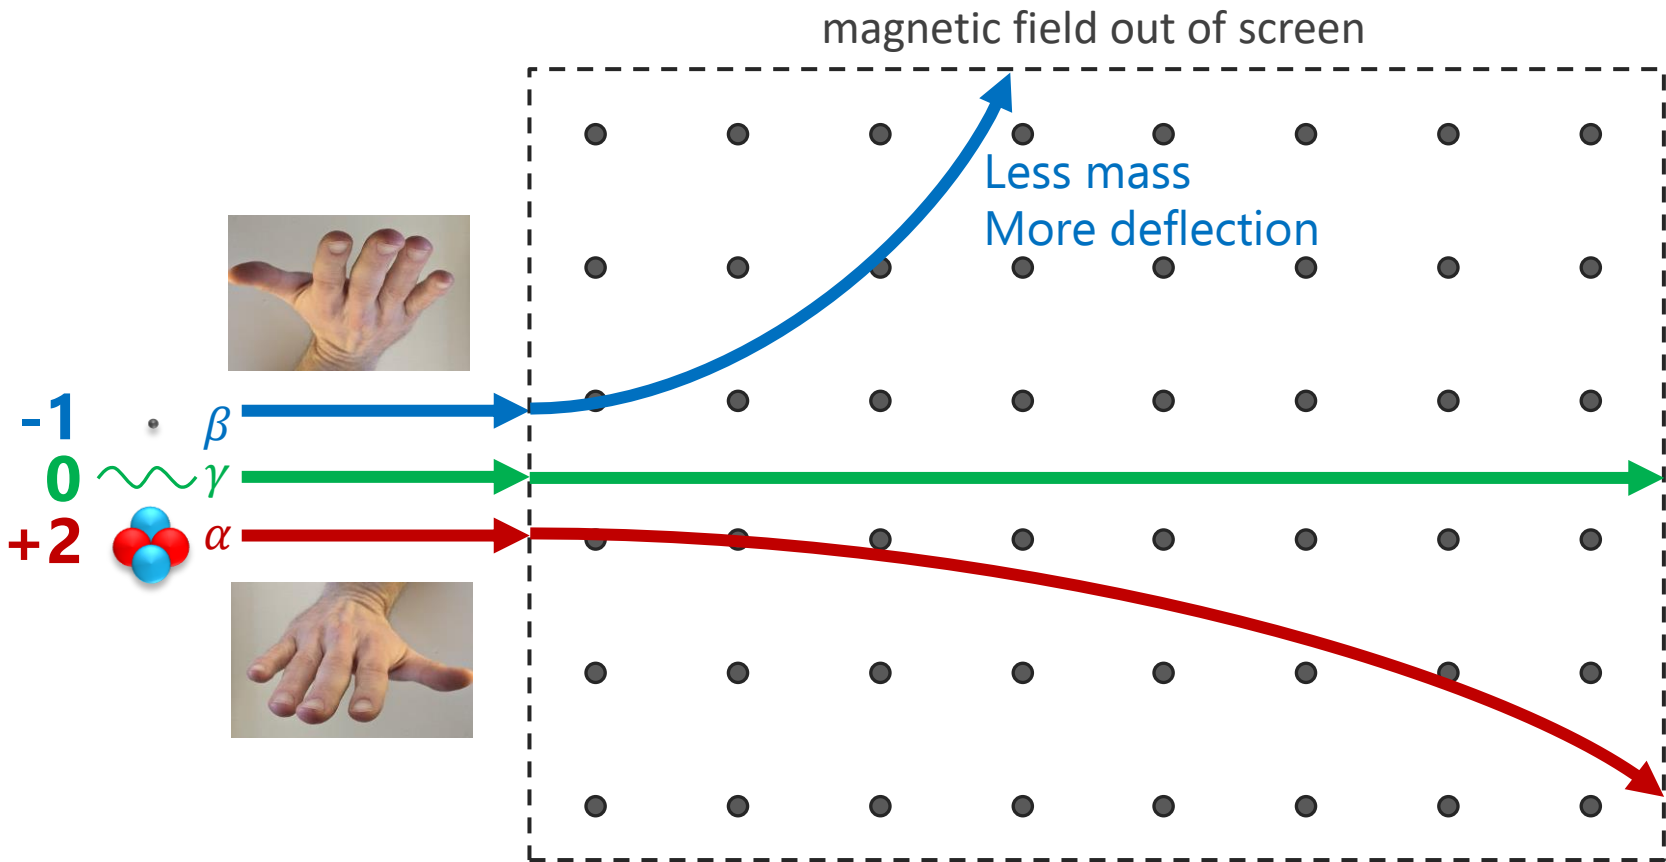 magnetic field out of screen
Less mass
More deflection
-1 β
0 γ
+2 α